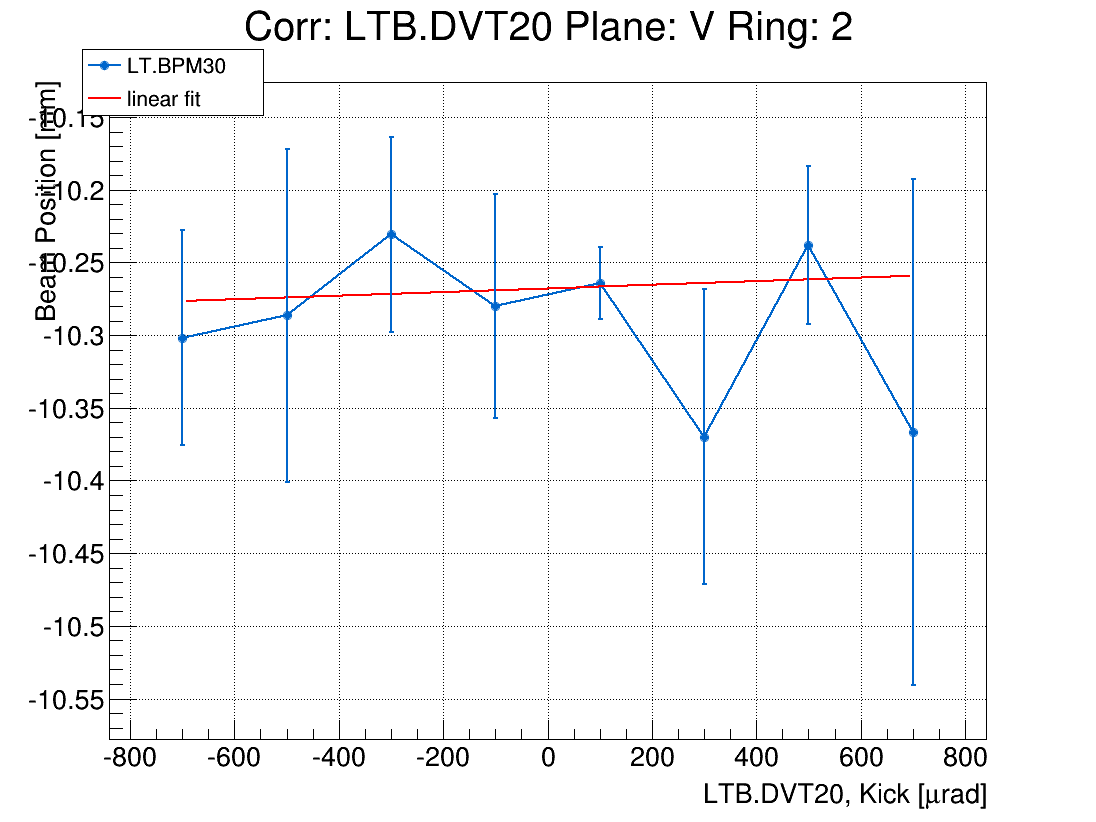 Corr: LTB.DVT20 Plane: V Ring: 2
LT.BPM30
linear fit
Beam Position [mm]
-10.15
-10.2
-10.25
-10.3
-10.35
-10.4
-10.45
-10.5
-10.55
-800 -600 -400 -200 0 200 400 600 800
LTB.DVT20, Kick [μrad]